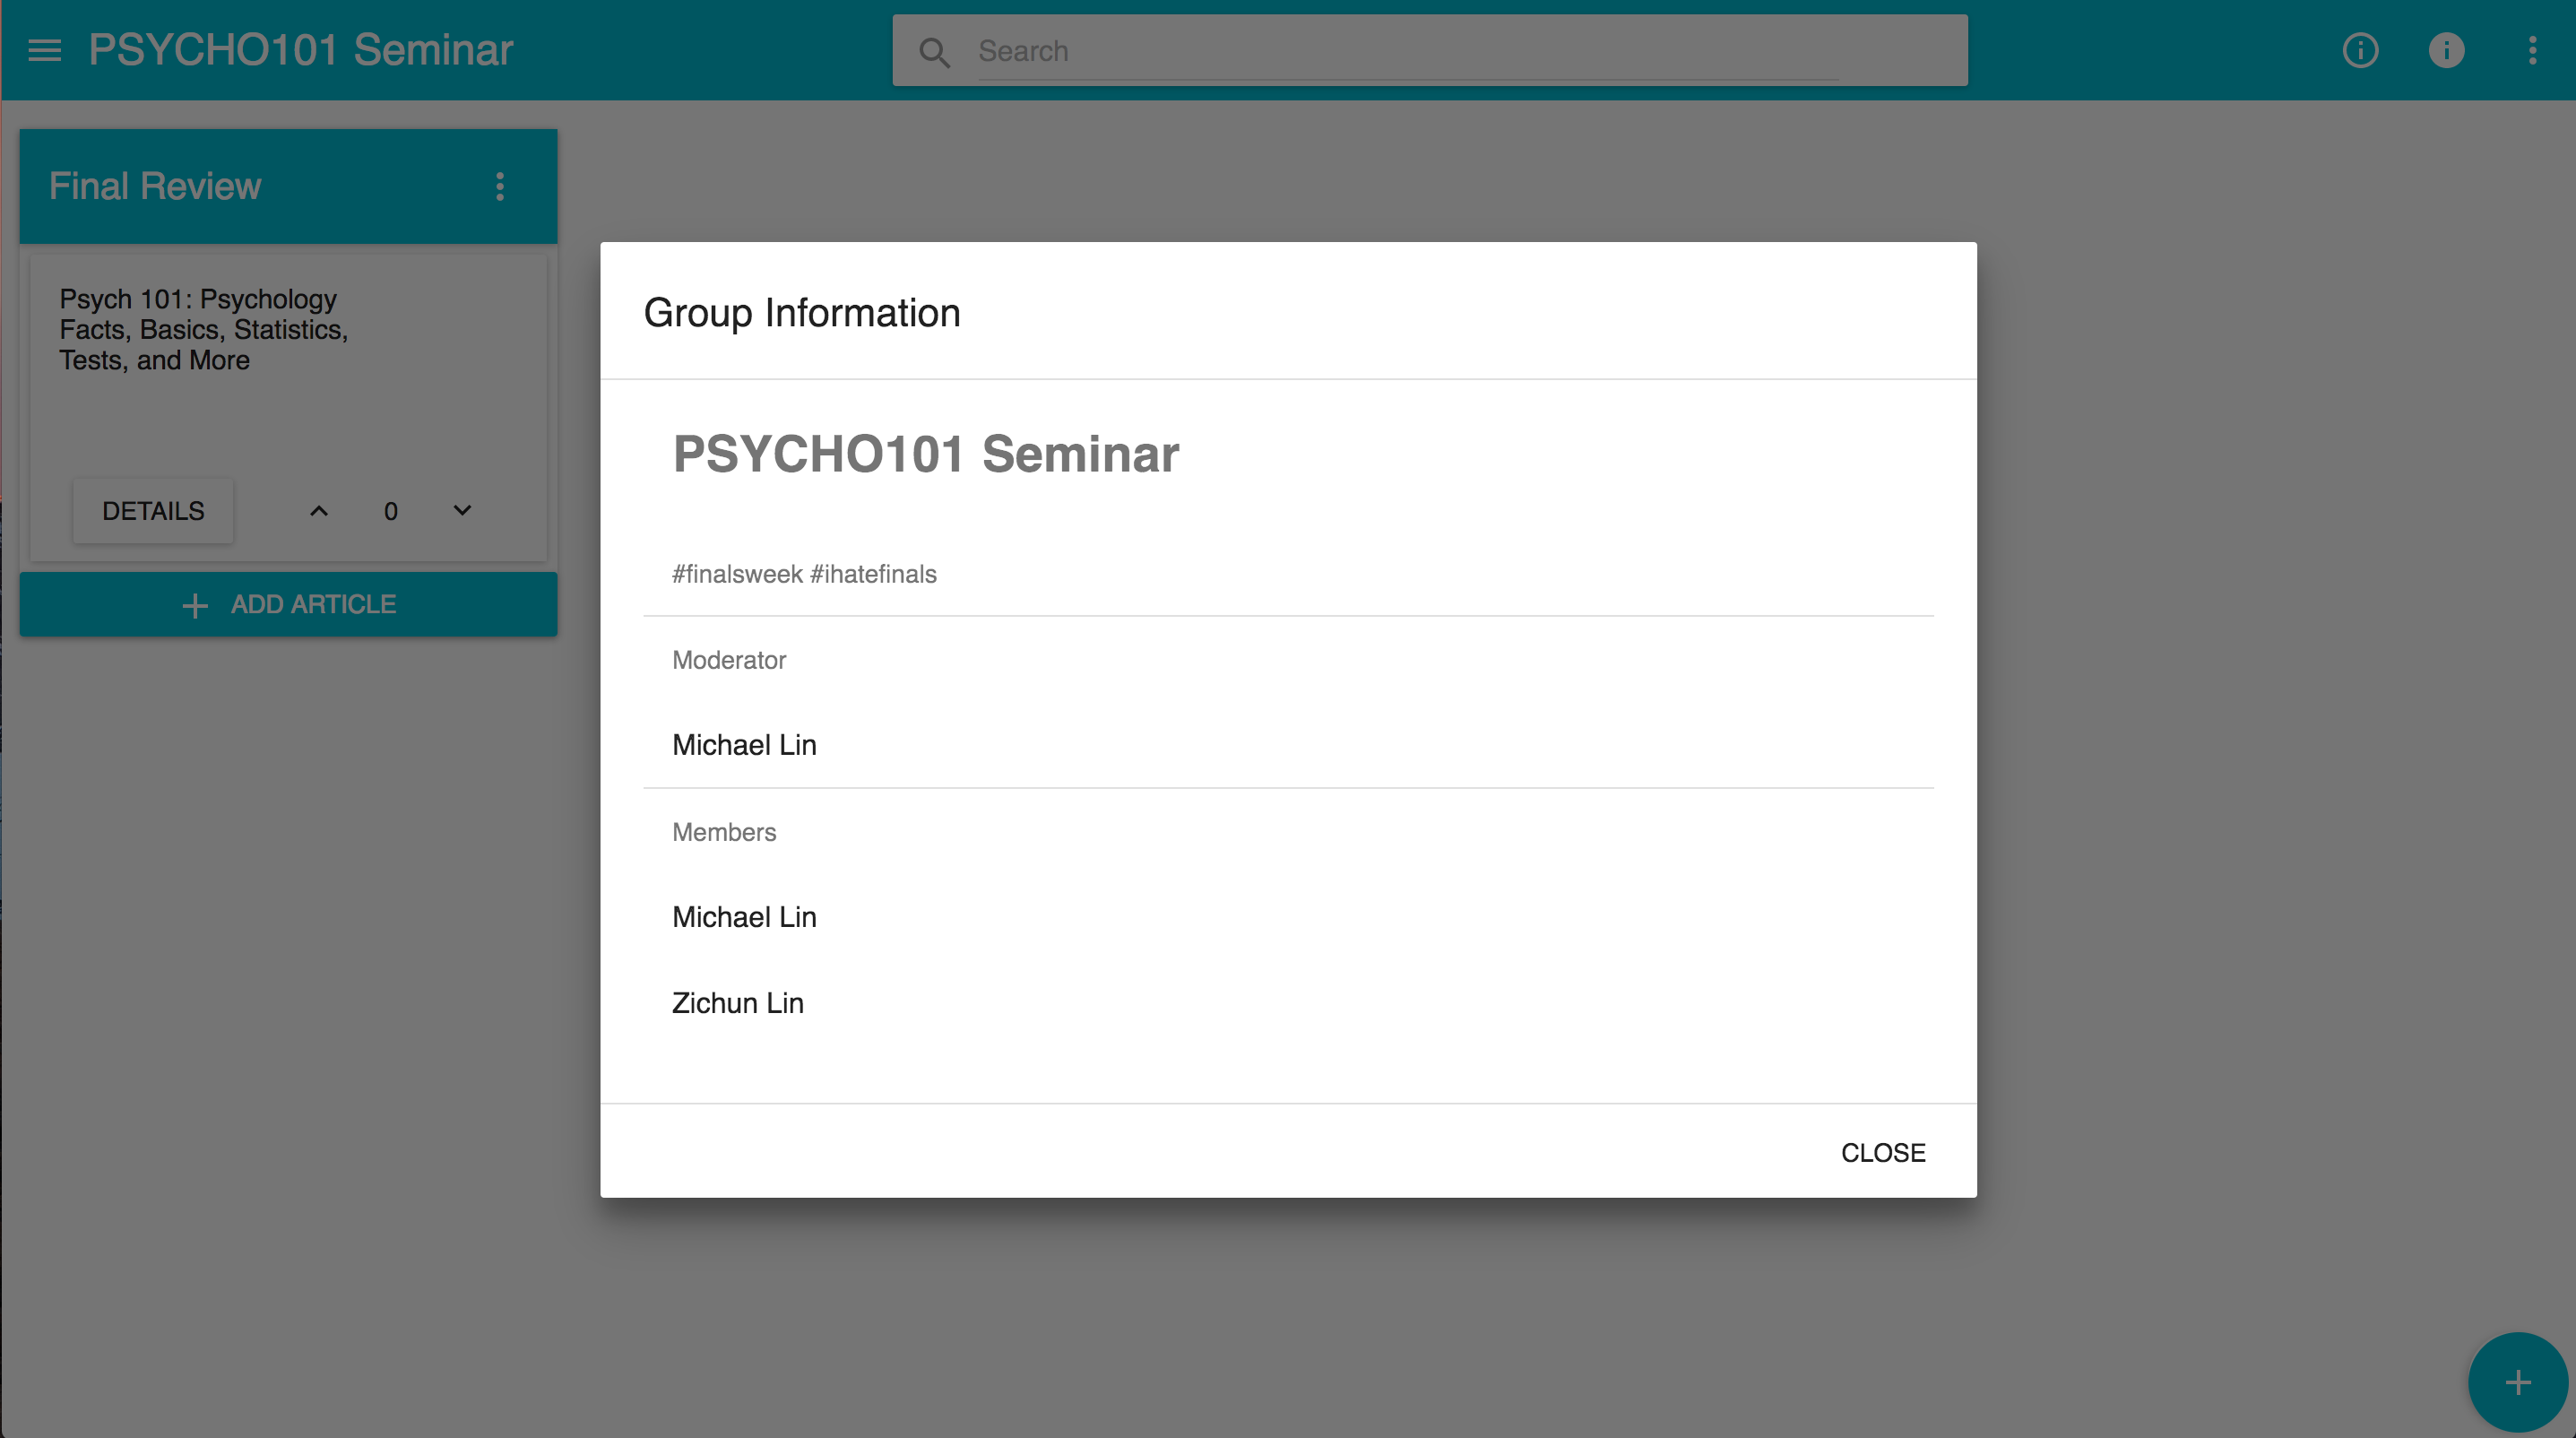 PSYCHO101 Seminar
Search
Final Review
Psych 101: Psychology
Facts, Basics, Statistics,
Tests, and More
DETAILS
0
ADD ARTICLE
Group Information
PSYCHO101 Seminar
#finalsweek #ihatefinals
Moderator
Michael Lin
Members
Michael Lin
Zichun Lin
CLOSE